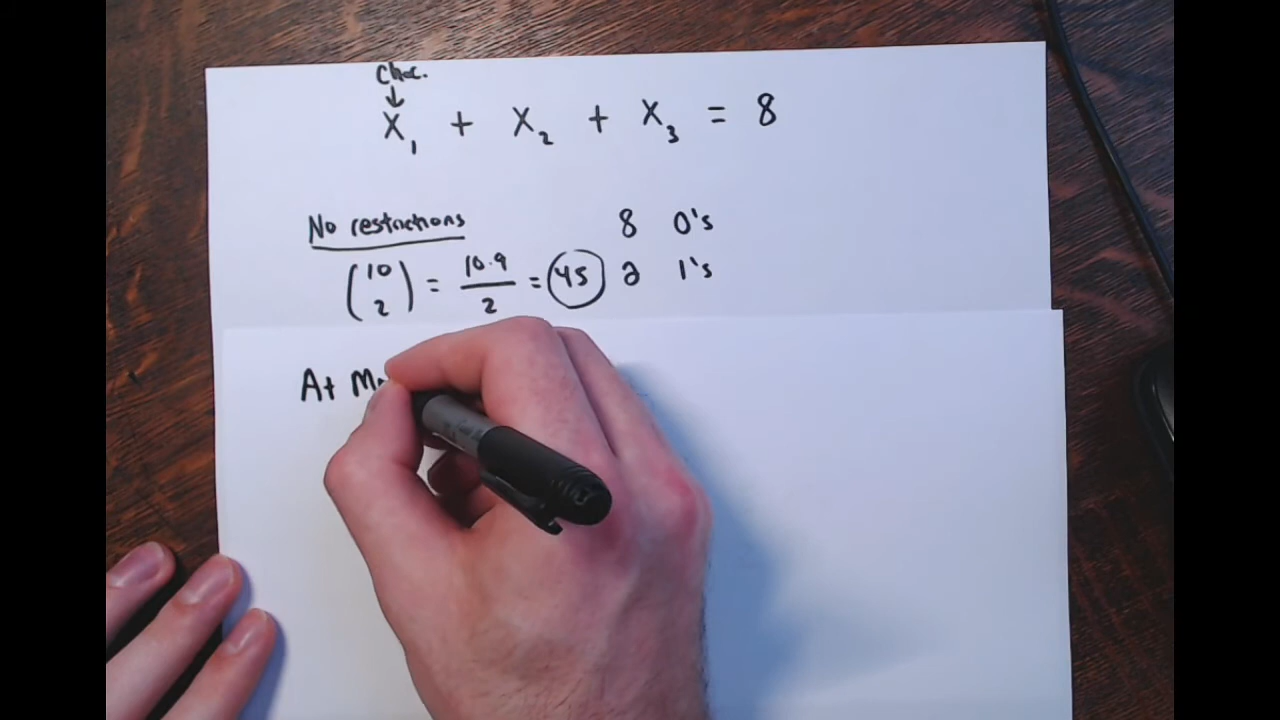 Choc.
↓
X₁ + X₂ + X₃ = 8
No restrictions 8 0's
(10 2) = 10.9/2 = 45 2 1's
At